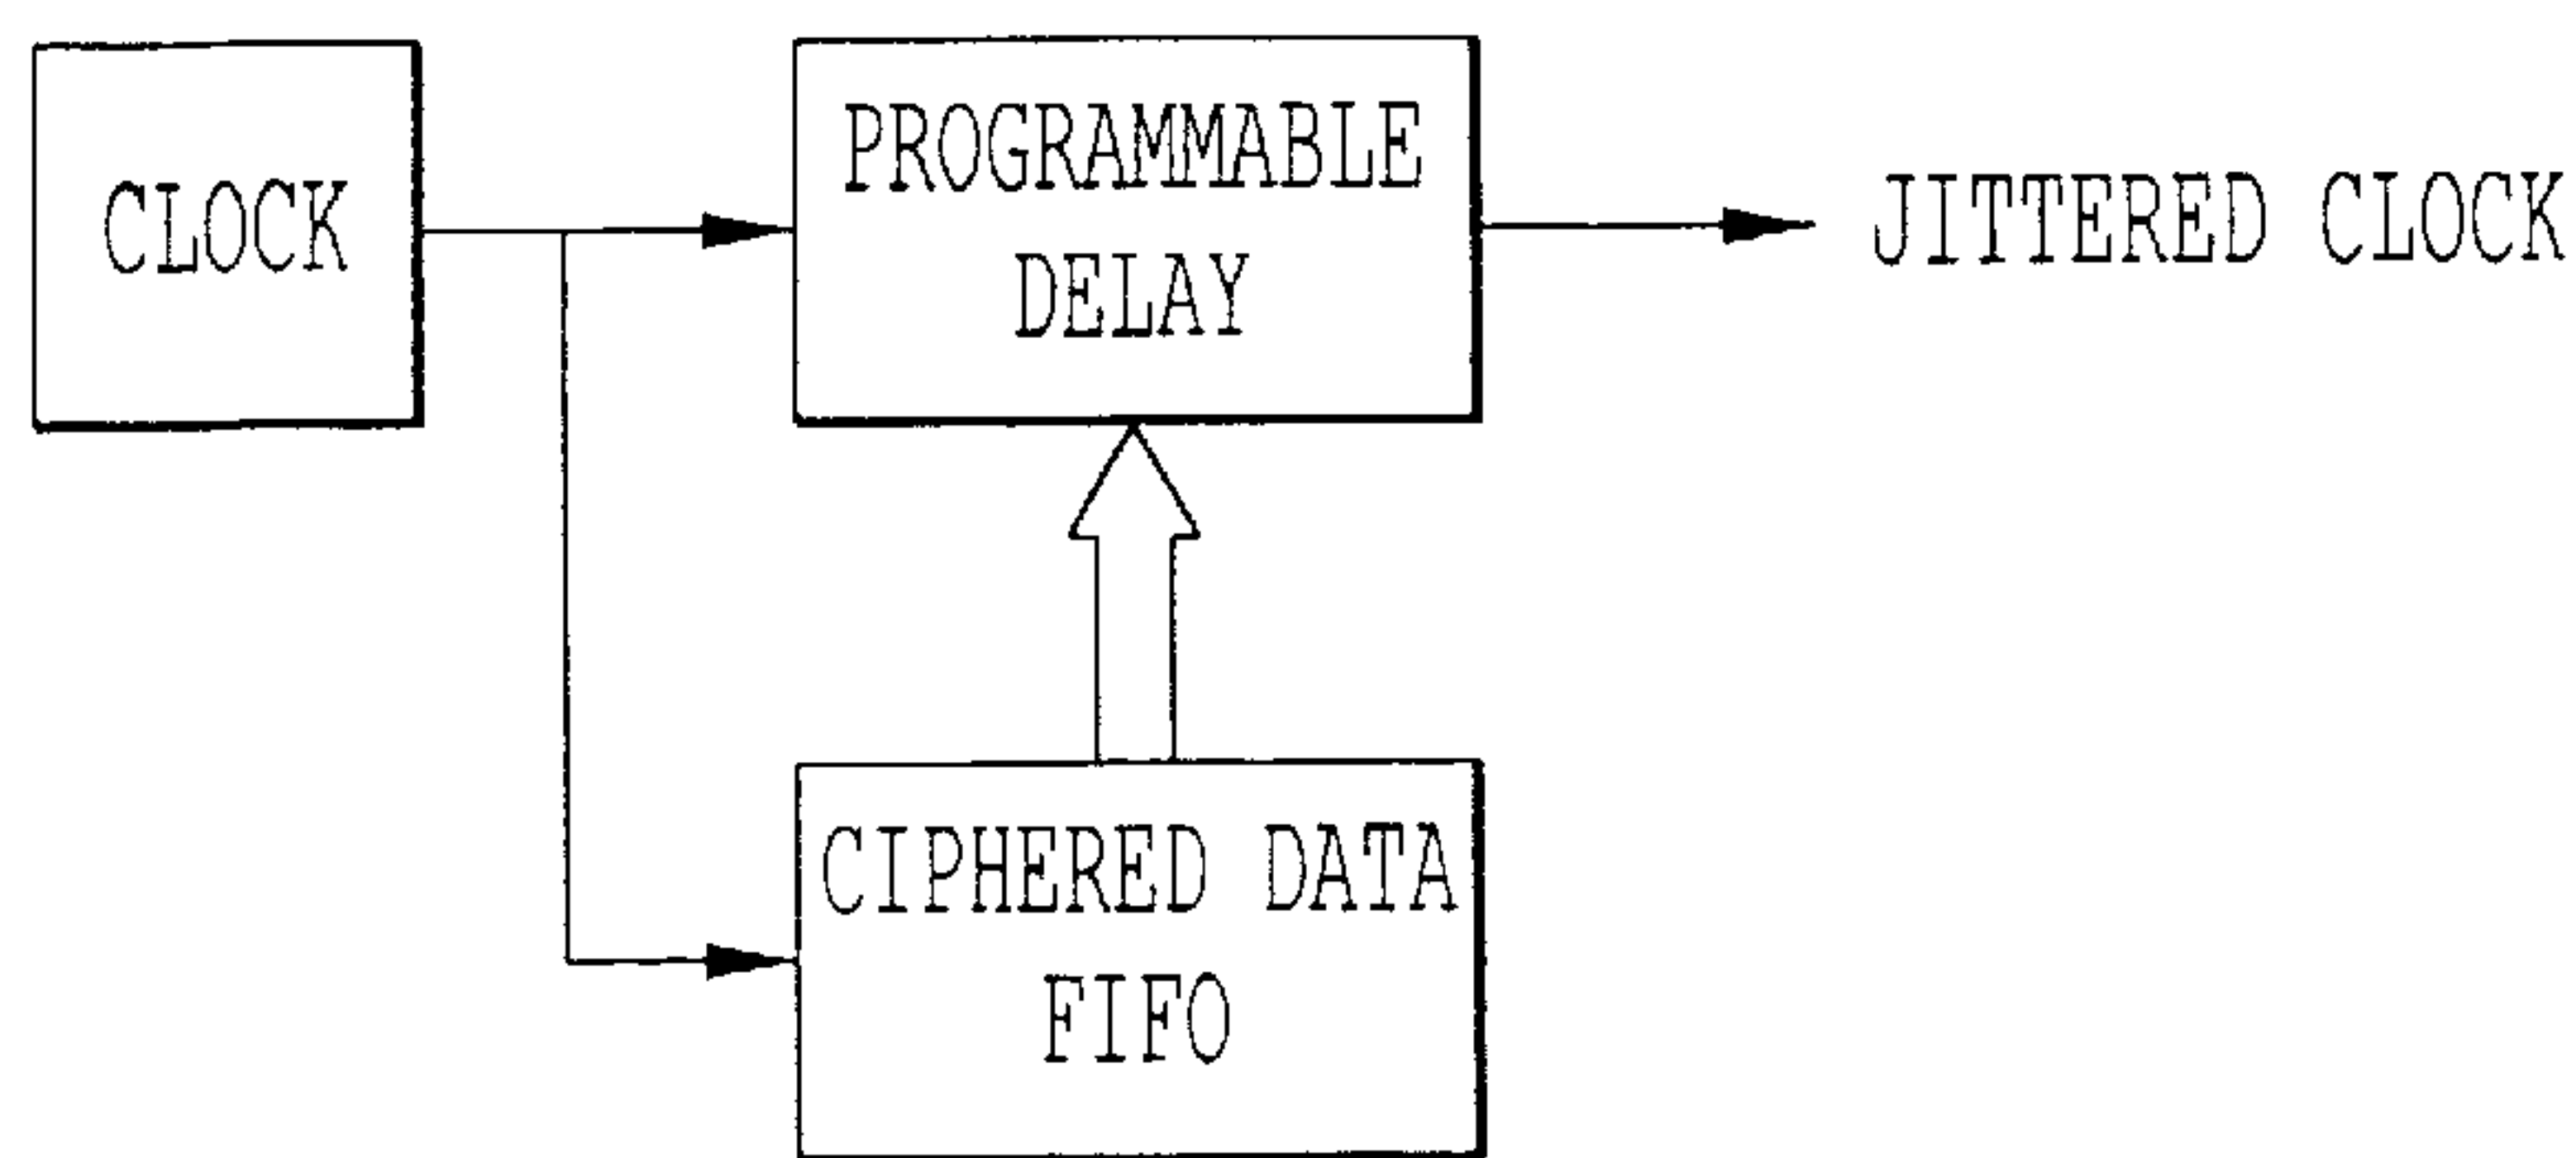 CLOCK
PROGRAMMABLE
DELAY
JITTERED CLOCK
CIPHERED DATA
FIFO